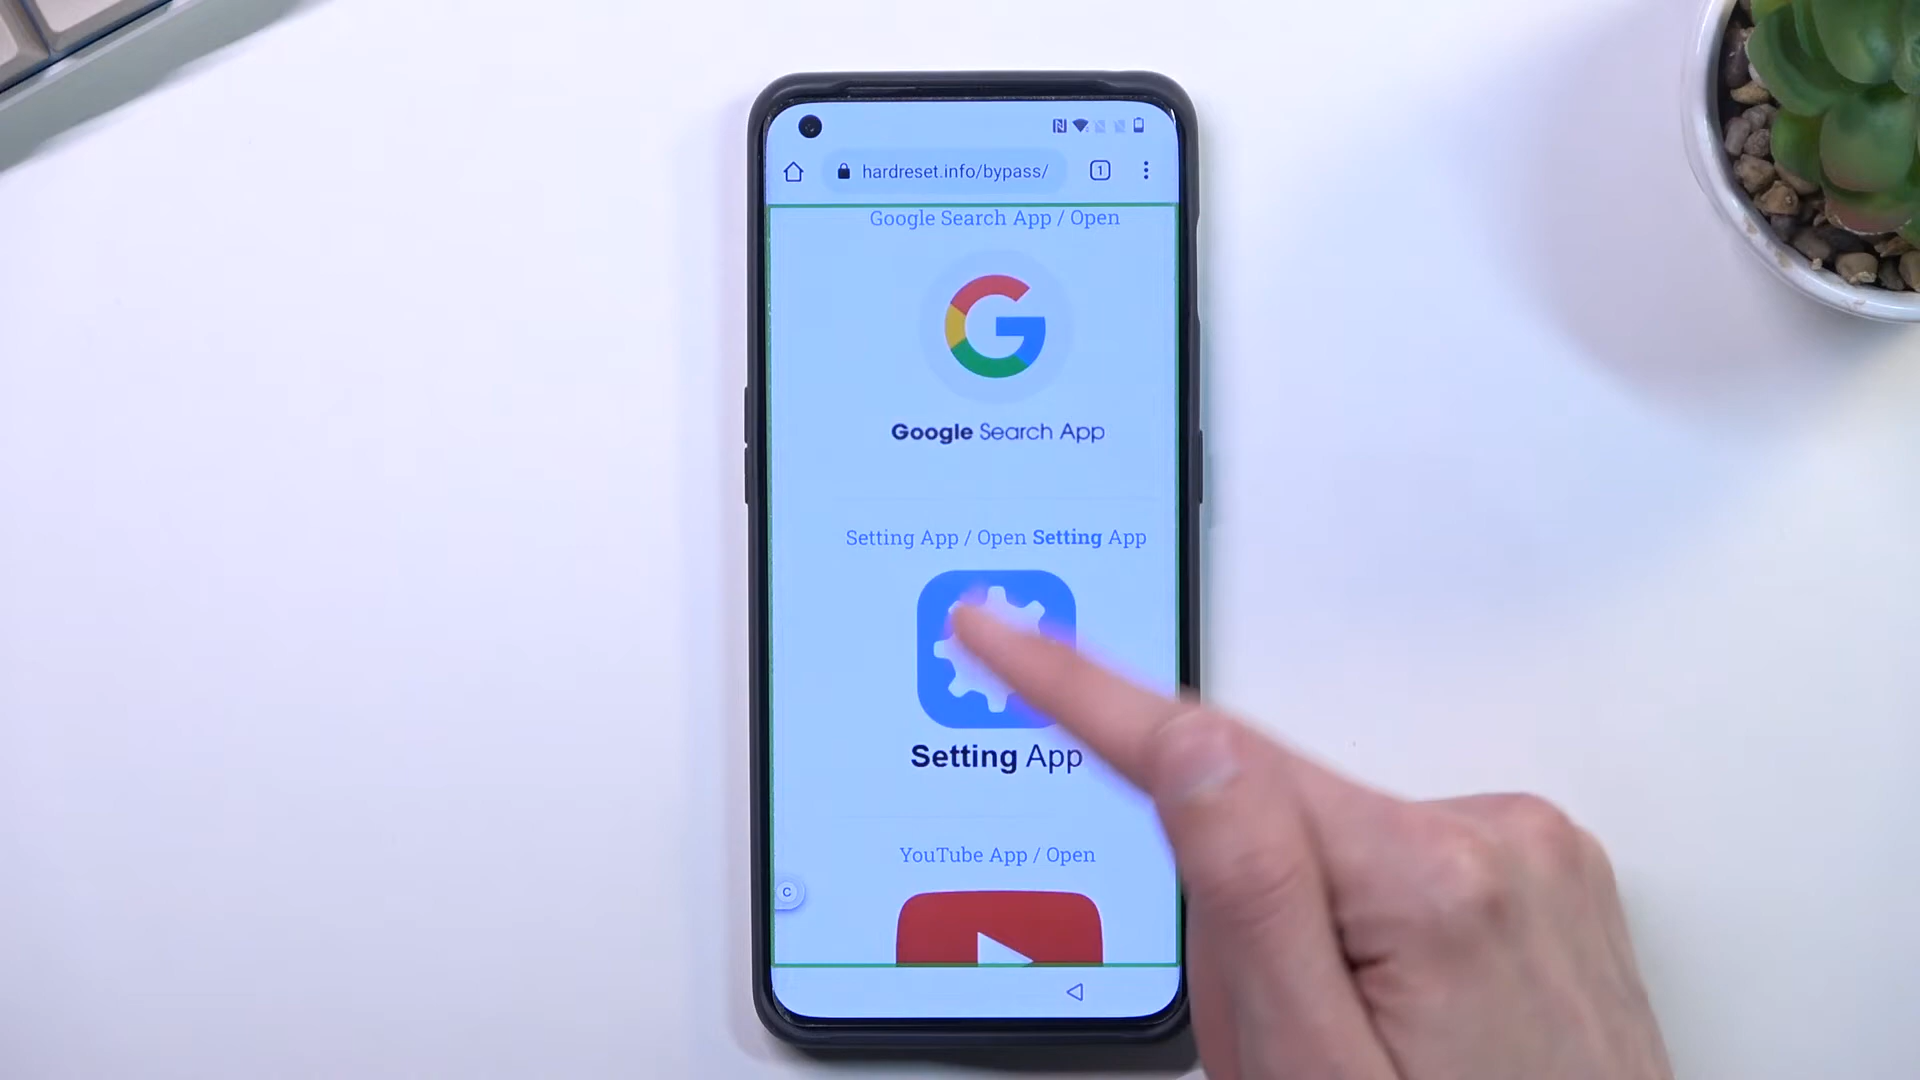 hardreset.info/bypass/
1
Google Search App / Open
G
Google Search App
Setting App / Open Setting App
Setting App
YouTube App / Open
C